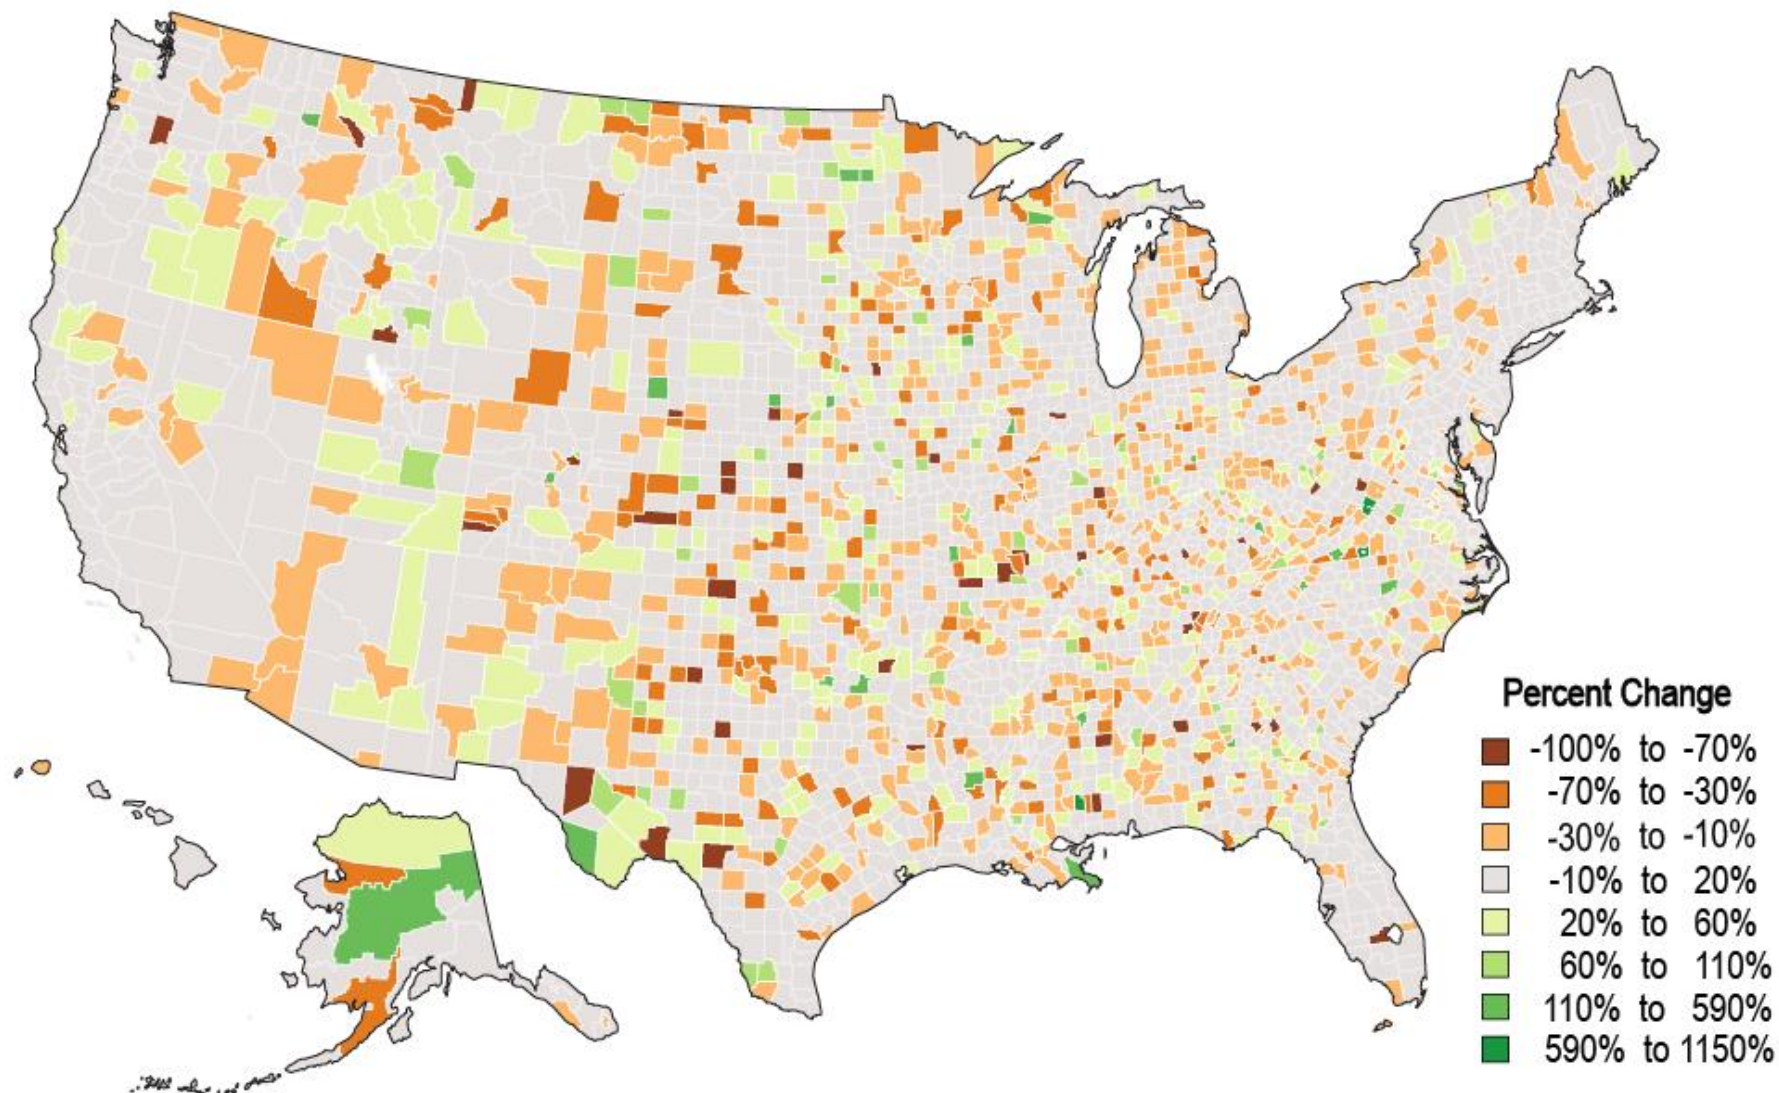 Percent Change
-100% to -70%
-70% to -30%
-30% to -10%
-10% to 20%
20% to 60%
60% to 110%
110% to 590%
590% to 1150%